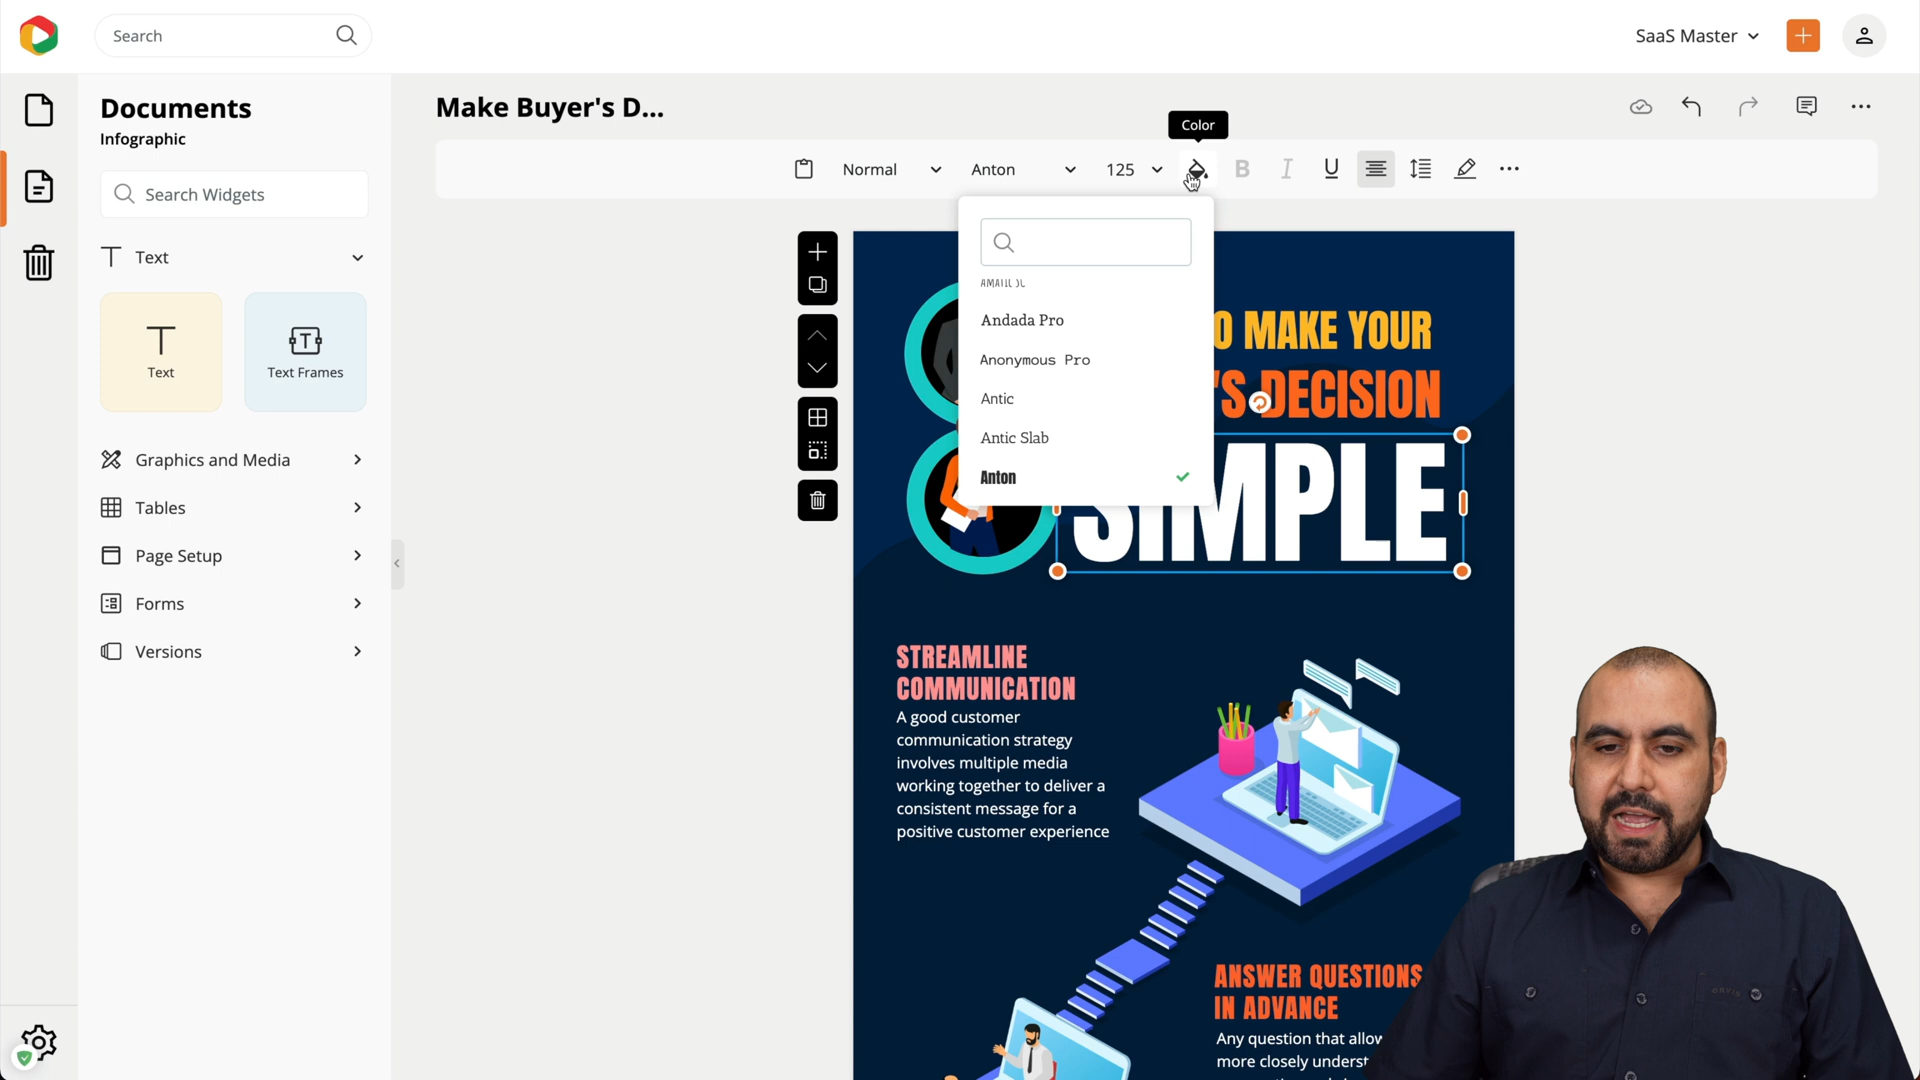 Search
SaaS Master
Documents
Infographic
Make Buyer's D...
Color
Normal
Anton
125
B
I
U
Search Widgets
Text
Text
Text Frames
Graphics and Media
Tables
Page Setup
Forms
Versions
Andada Pro
Anonymous Pro
Antic
Antic Slab
Anton
O MAKE YOUR
'S DECISION
SIMPLE
STREAMLINE
COMMUNICATION
A good customer
communication strategy
involves multiple media
working together to deliver a
consistent message for a
positive customer experience
ANSWER QUESTIONS
IN ADVANCE
Any question that allow
more closely underst